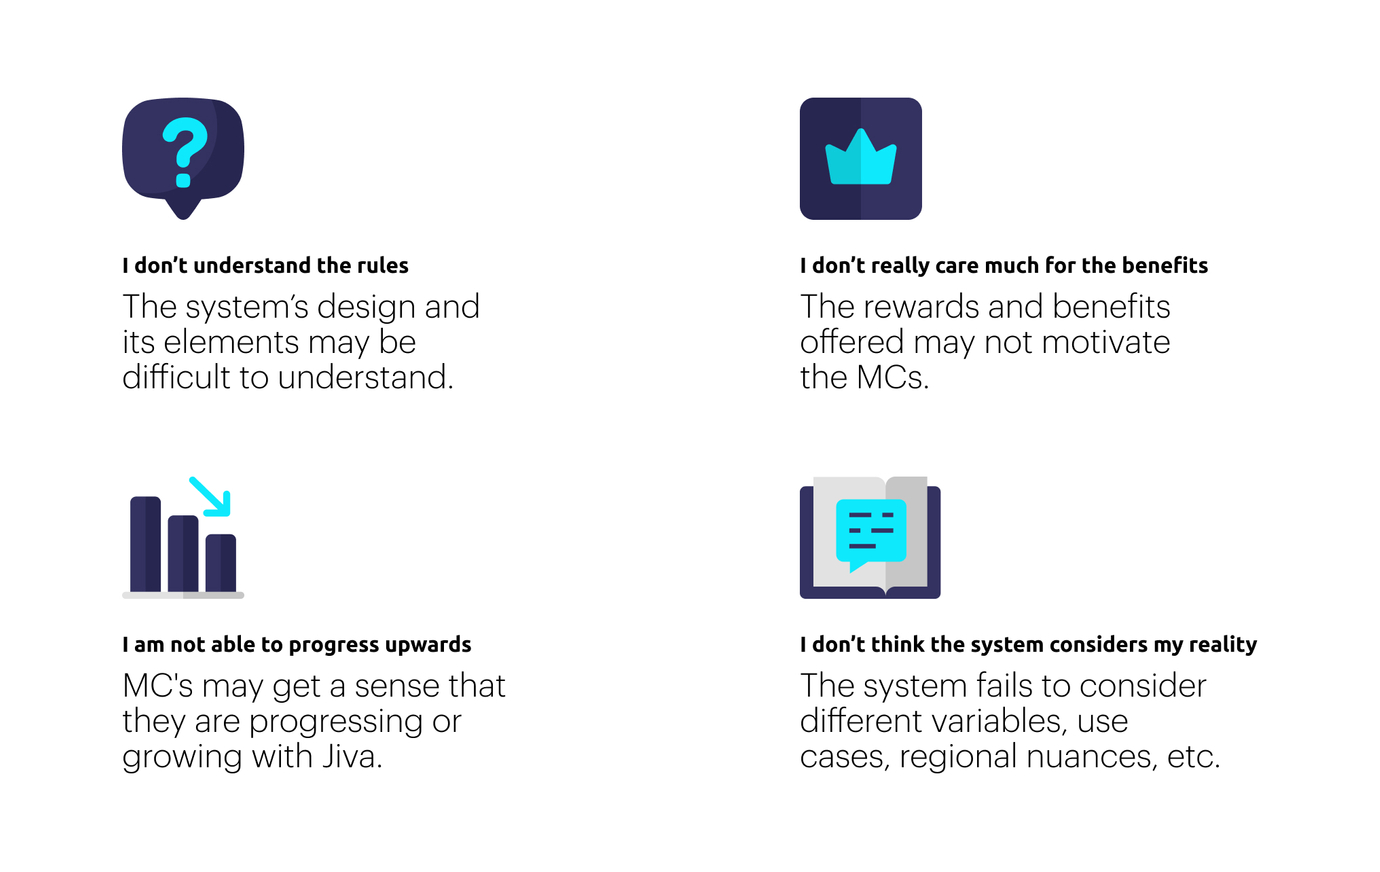 ?
I don’t understand the rules
The system’s design and
its elements may be
difficult to understand.
I don’t really care much for the benefits
The rewards and benefits
offered may not motivate
the MCs.
I am not able to progress upwards
MC's may get a sense that
they are progressing or
growing with Jiva.
I don’t think the system considers my reality
The system fails to consider
different variables, use
cases, regional nuances, etc.